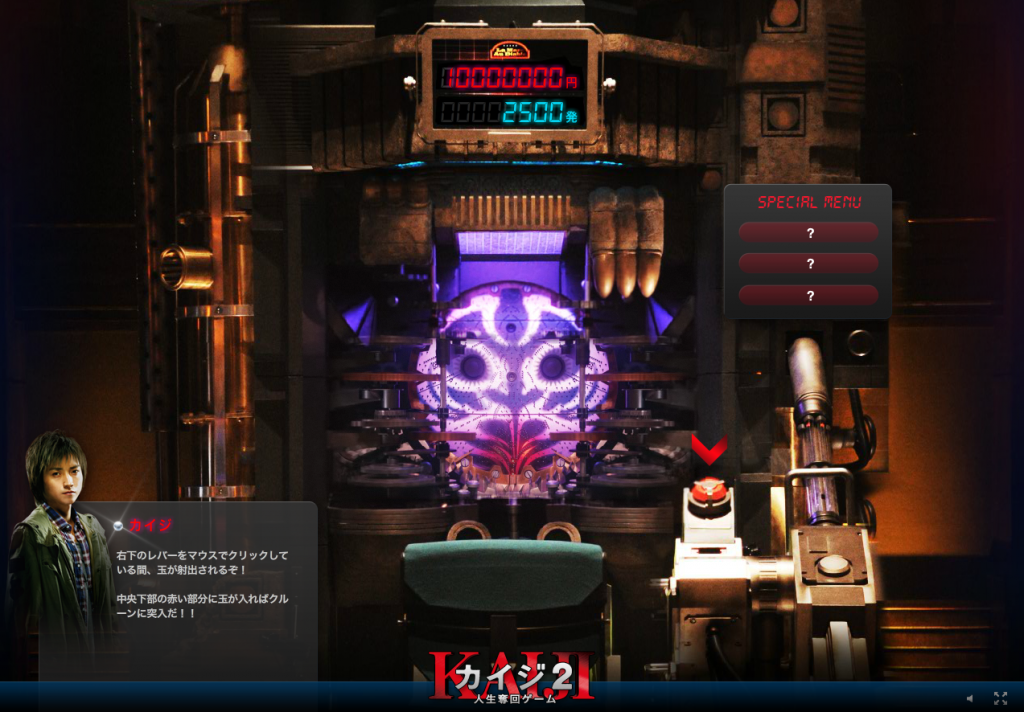 10000000円
2500発
SPECIAL MENU
?
?
?
カイジ
右下のレバーをマウスでクリックして
いる間、玉が射出されるぞ！
中央下部の赤い部分に玉が入ればクル
ーンに突入だ！！
KAIJI
カイジ2
人生奪回ゲーム